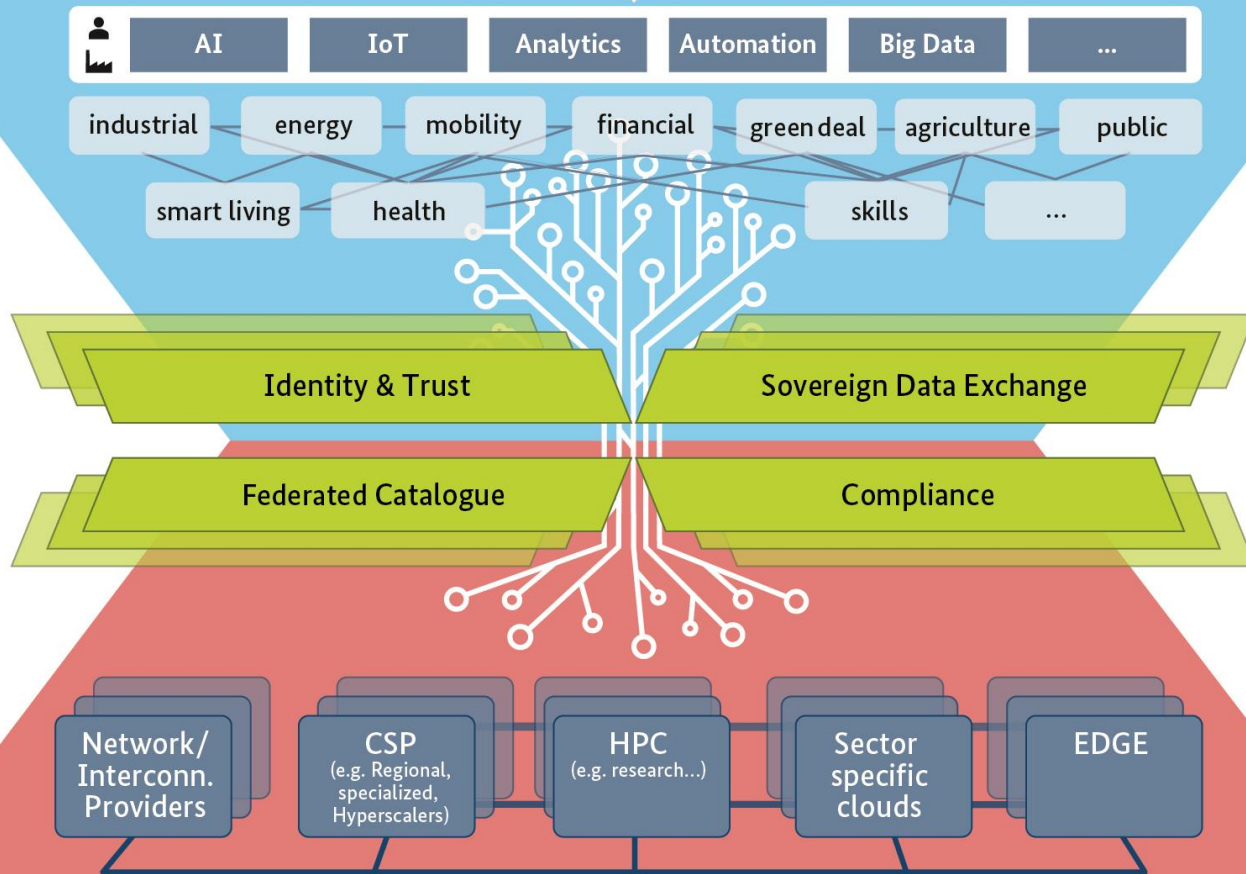 AI
IoT
Analytics
Automation
Big Data
...
industrial
energy
mobility
financial
green deal
agriculture
public
smart living
health
skills
...
Identity & Trust
Sovereign Data Exchange
Federated Catalogue
Compliance
Network/
Interconn.
Providers
CSP
(e.g. Regional,
specialized,
Hyperscalers)
HPC
(e.g. research...)
Sector
specific
clouds
EDGE